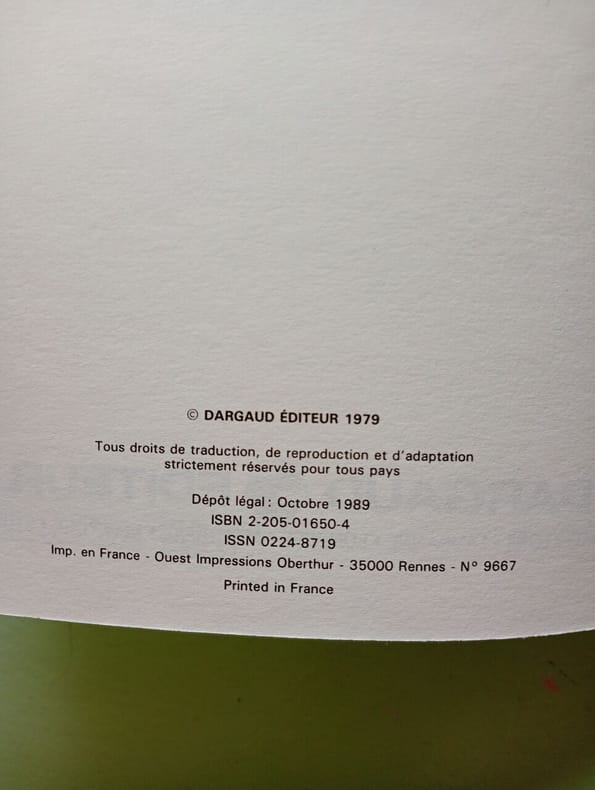 © DARGAUD ÉDITEUR 1979
Tous droits de traduction, de reproduction et d'adaptation
strictement réservés pour tous pays
Dépôt légal : Octobre 1989
ISBN 2-205-01650-4
ISSN 0224-8719
Imp. en France - Ouest Impressions Oberthur - 35000 Rennes - N° 9667
Printed in France